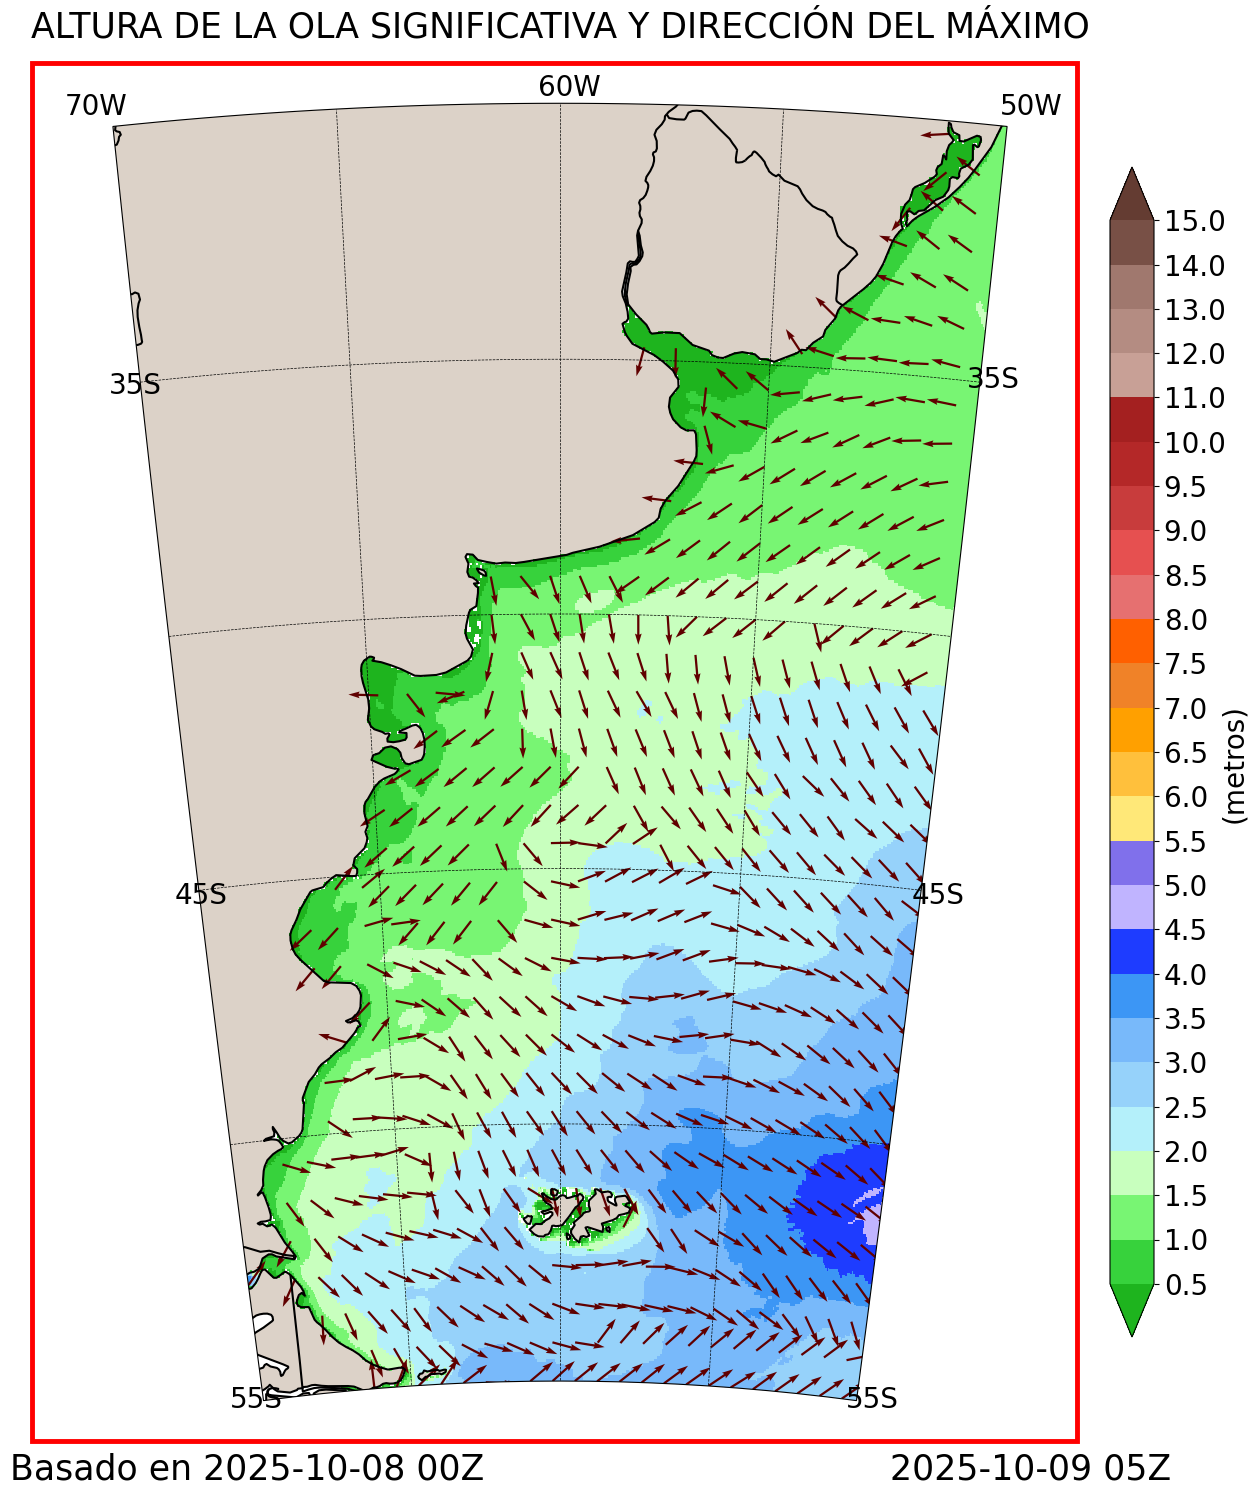 ALTURA DE LA OLA SIGNIFICATIVA Y DIRECCIÓN DEL MÁXIMO
70W
60W
50W
35S
35S
45S
45S
55S
55S
15.0
14.0
13.0
12.0
11.0
10.0
9.5
9.0
8.5
8.0
7.5
7.0
6.5
6.0
5.5
5.0
4.5
4.0
3.5
3.0
2.5
2.0
1.5
1.0
0.5
(metros)
Basado en 2025-10-08 00Z
2025-10-09 05Z